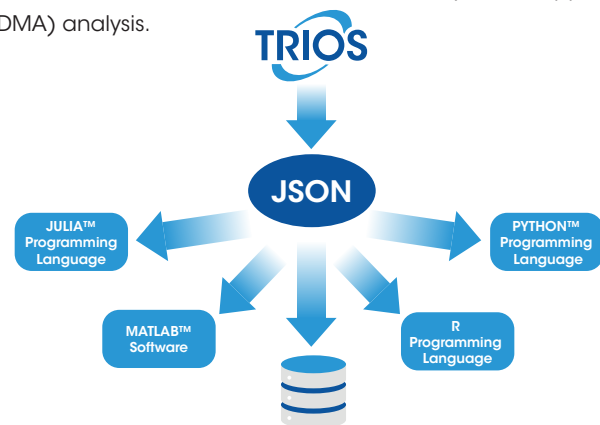 DMA) analysis.
TRIOS
JSON
JULIA™
Programming
Language
PYTHON™
Programming
Language
MATLAB™
Software
R
Programming
Language